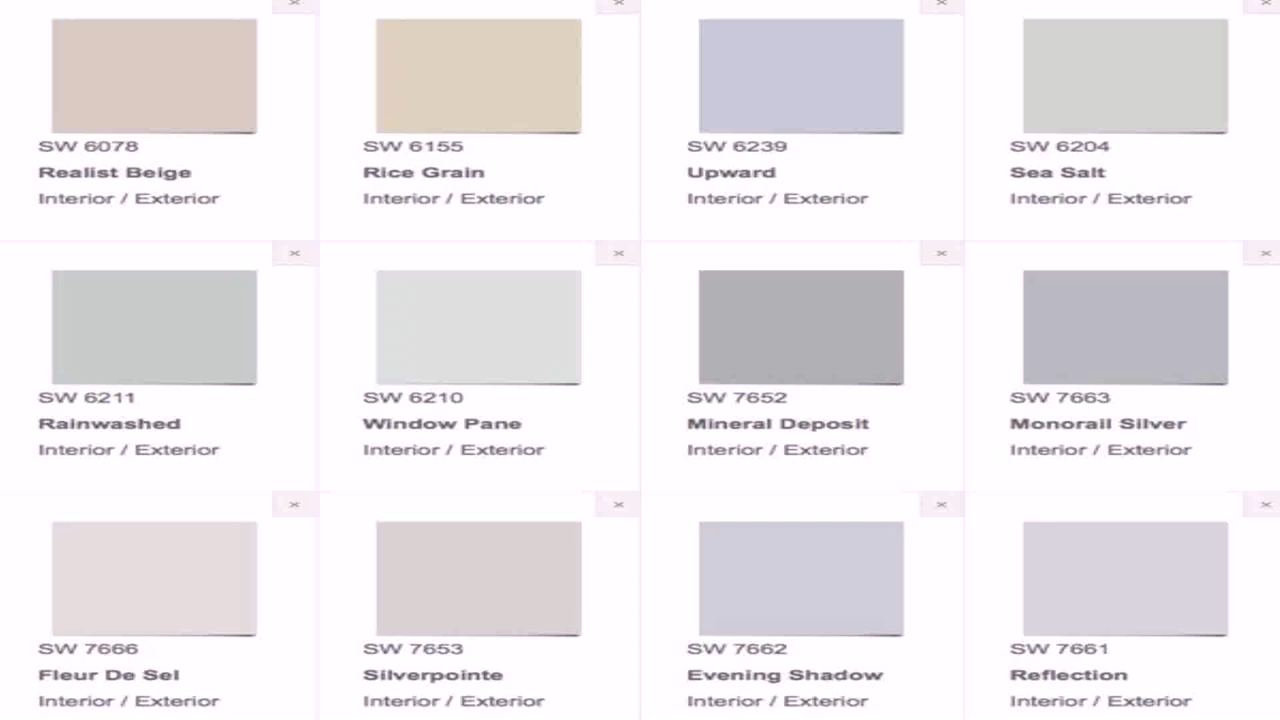 SW 6078
Realist Beige
Interior / Exterior
SW 6155
Rice Grain
Interior / Exterior
SW 6239
Upward
Interior / Exterior
SW 6204
Sea Salt
Interior / Exterior
SW 6211
Rainwashed
Interior / Exterior
SW 6210
Window Pane
Interior / Exterior
SW 7652
Mineral Deposit
Interior / Exterior
SW 7663
Monorail Silver
Interior / Exterior
SW 7666
Fleur De Sel
Interior / Exterior
SW 7653
Silverpointe
Interior / Exterior
SW 7662
Evening Shadow
Interior / Exterior
SW 7661
Reflection
Interior / Exterior